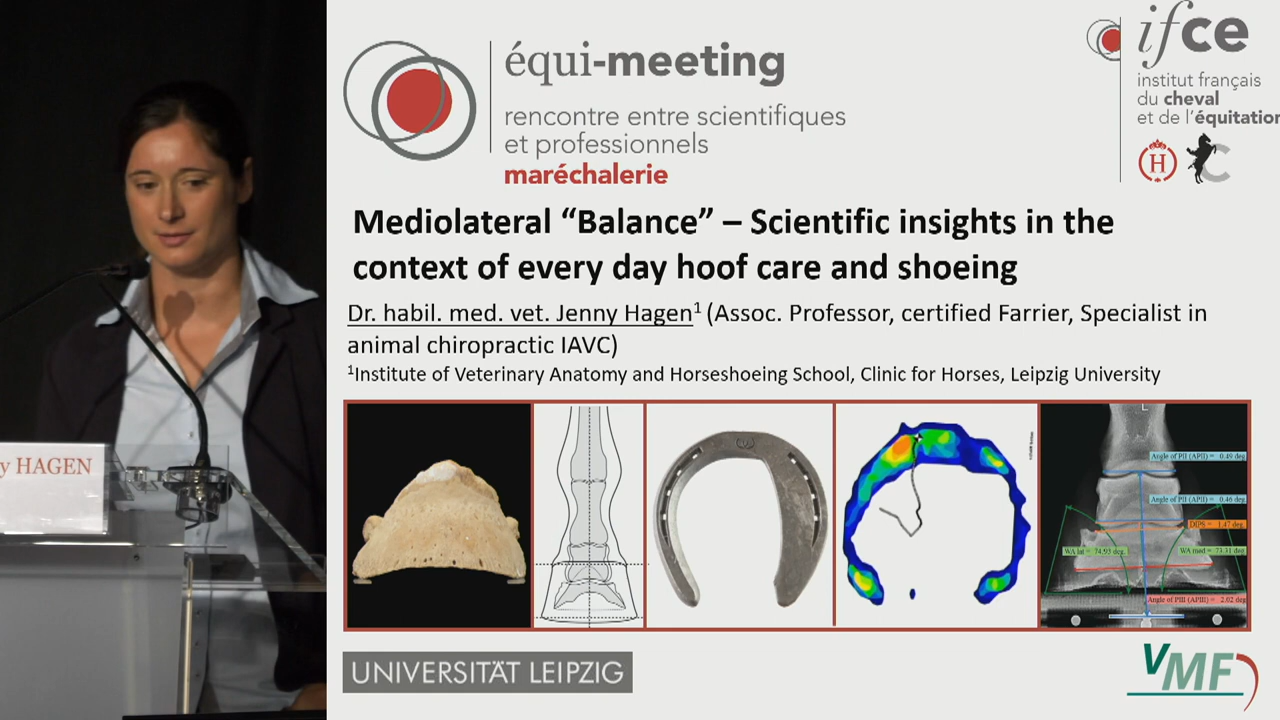 équi-meeting
rencontre entre scientifiques
et professionnels
maréchalerie
ifce
institut français
du cheval
et de l'équitation
H
C
Mediolateral “Balance” – Scientific insights in the
context of every day hoof care and shoeing
Dr. habil. med. vet. Jenny Hagen¹ (Assoc. Professor, certified Farrier, Specialist in
animal chiropractic IAVC)
¹Institute of Veterinary Anatomy and Horseshoeing School, Clinic for Horses, Leipzig University
y HAGEN
L
Angle of PII (APII) = 0.49 deg
Angle of PII (APII) = 0.46 deg
DIPS = 1.47 deg
WA lat = 74.93 deg
WA med = 73.31 deg
Angle of PIII (APIII) = 2.02 deg
UNIVERSITÄT LEIPZIG
VMF